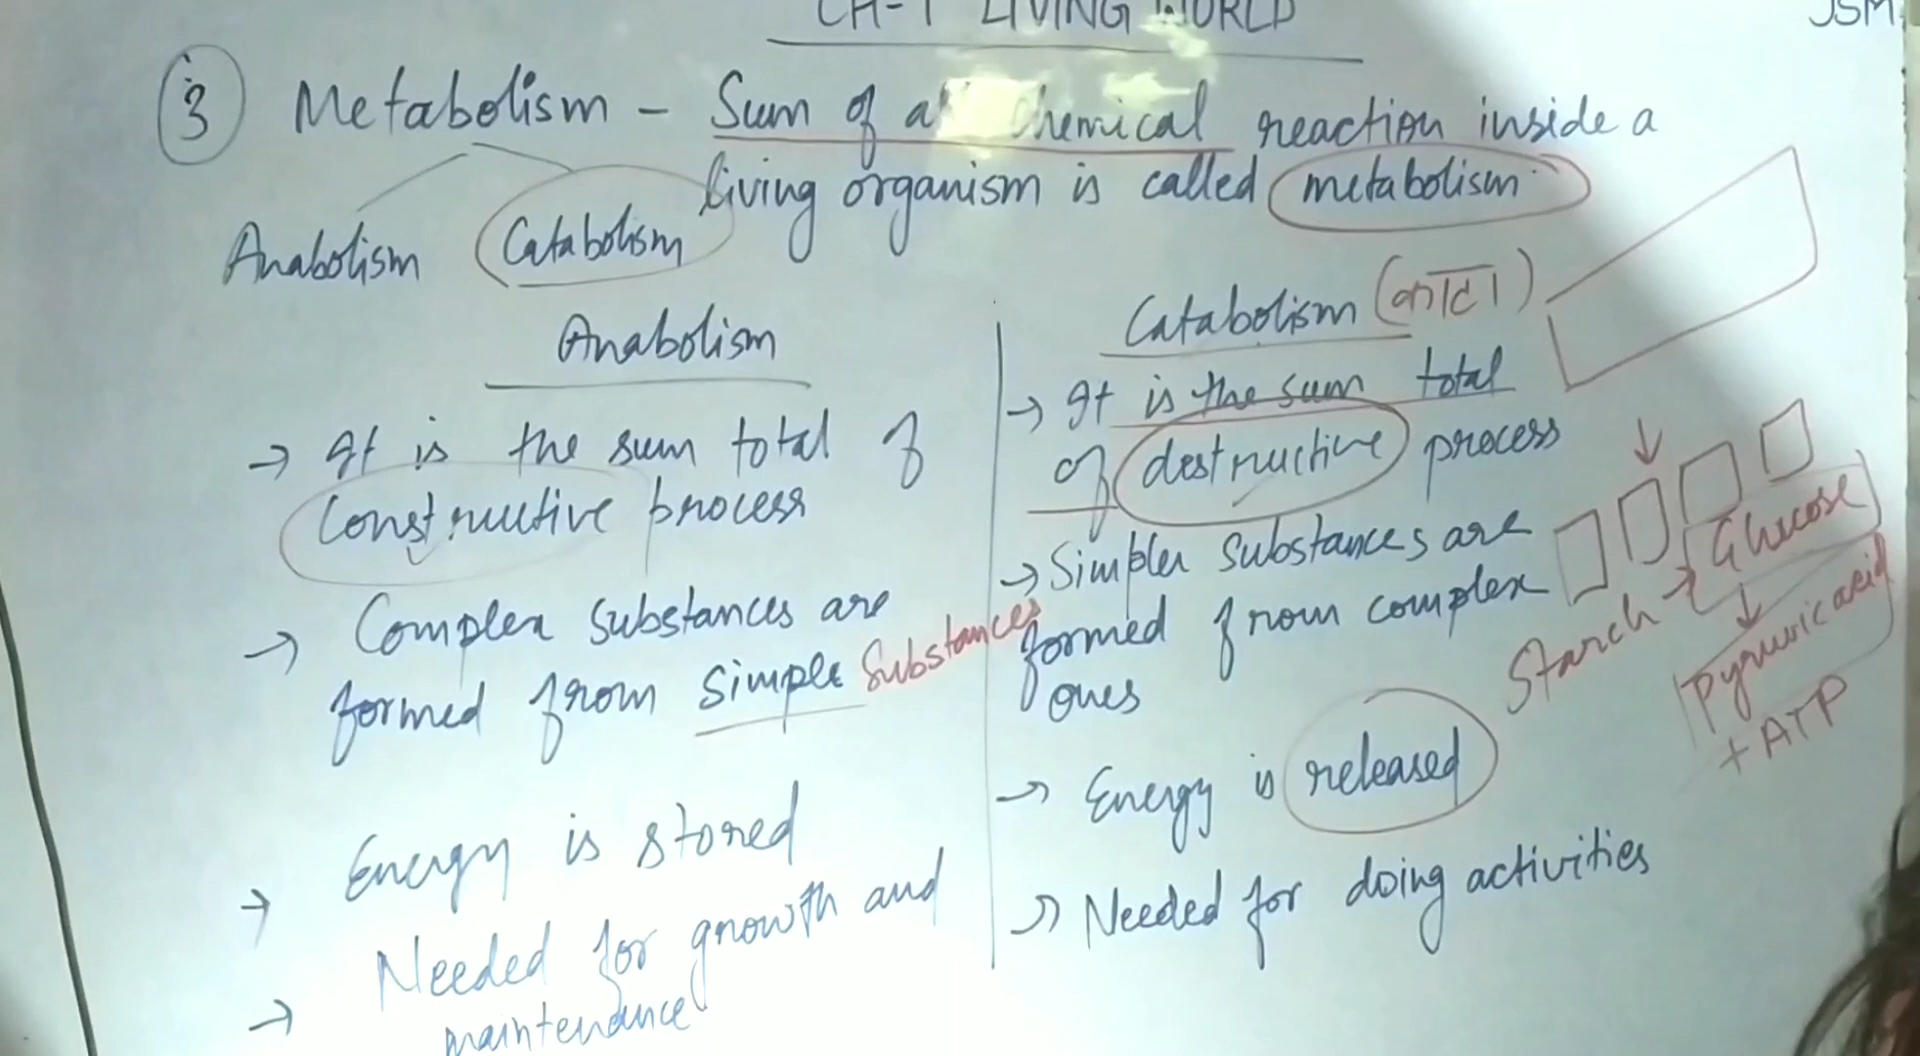 CH-1 LIVING WORLD
JSM
3 Metabolism - Sum of all chemical reaction inside a
living organism is called metabolism
Anabolism Catabolism
Anabolism
→ It is the sum total of
constructive process
→ Complex substances are
formed from simple substances
→ Energy is stored
→ Needed for growth and
maintenance
Catabolism (काटा)
→ It is the sum total
of destructive process
→ Simpler substances are
formed from complex
ones
→ Energy is released
→ Needed for doing activities
Starch → Glucose
↓
Pyruvic acid
+ ATP